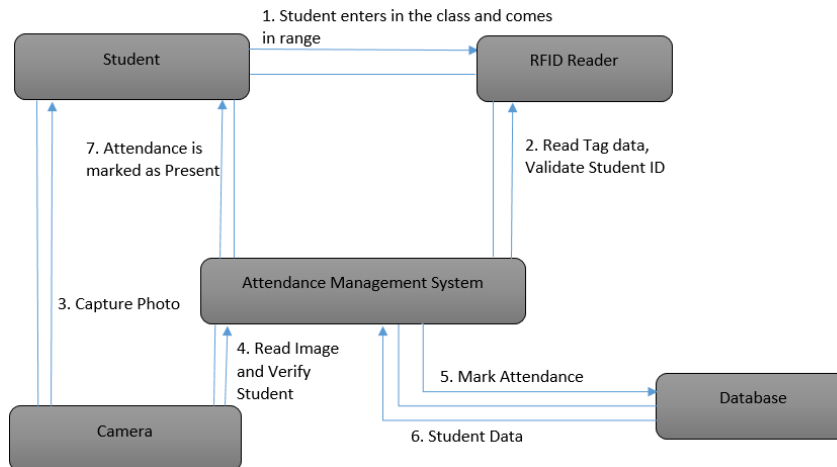 1. Student enters in the class and comes
in range
Student
RFID Reader
7. Attendance is
marked as Present
2. Read Tag data,
Validate Student ID
Attendance Management System
3. Capture Photo
4. Read Image
and Verify
Student
5. Mark Attendance
Database
Camera
6. Student Data